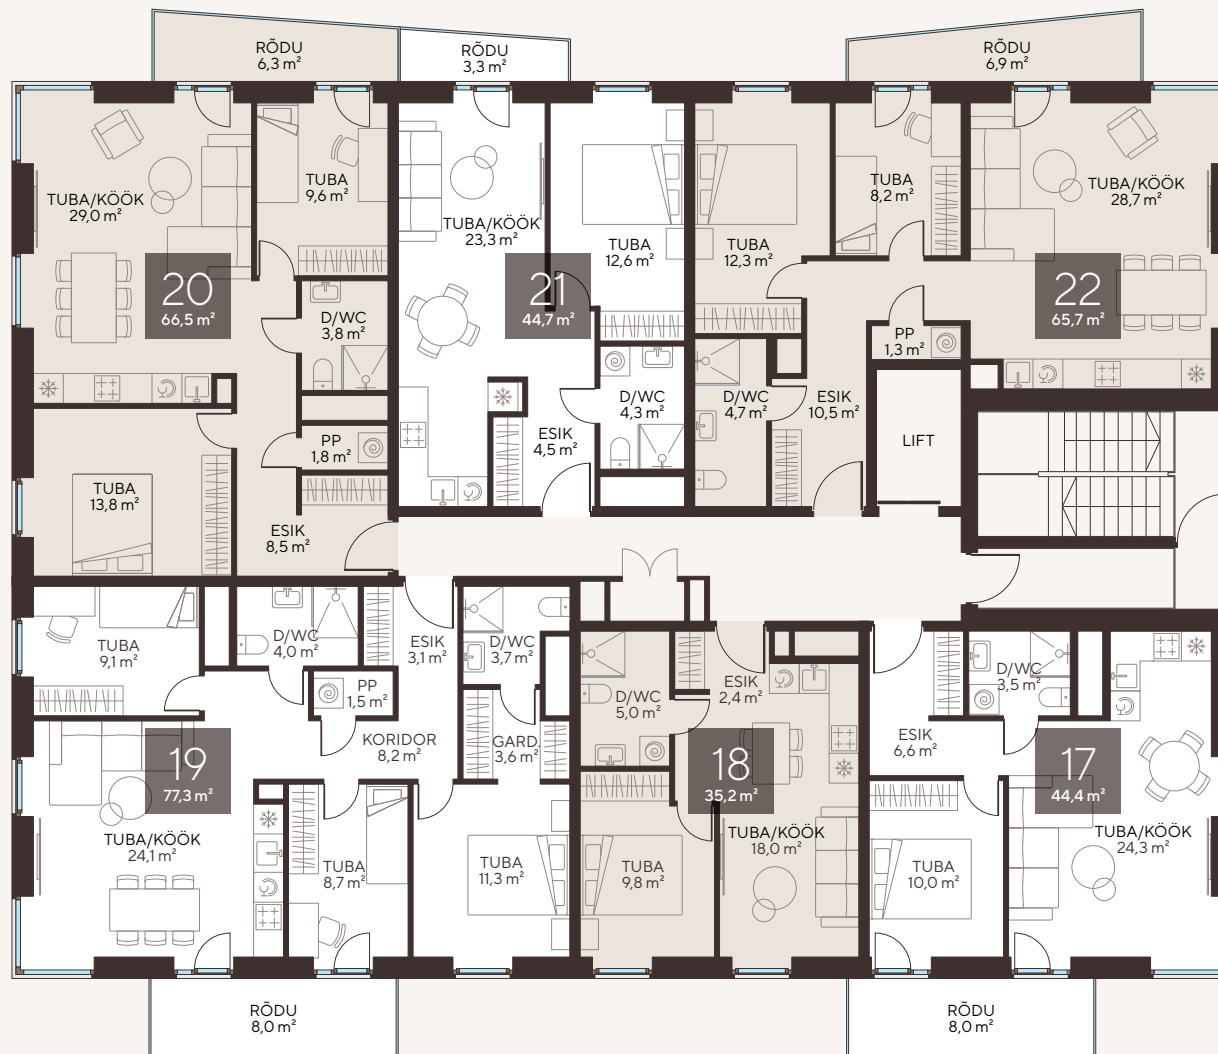 RÕDU
6,3 m²
RÕDU
3,3 m²
RÕDU
6,9 m²
TUBA/KÖÖK
29,0 m²
TUBA
9,6 m²
20
66,5 m²
D/WC
3,8 m²
PP
1,8 m²
TUBA
13,8 m²
ESIK
8,5 m²
TUBA/KÖÖK
23,3 m²
TUBA
12,6 m²
21
44,7 m²
D/WC
4,3 m²
ESIK
4,5 m²
TUBA
12,3 m²
TUBA
8,2 m²
TUBA/KÖÖK
28,7 m²
22
65,7 m²
PP
1,3 m²
D/WC
4,7 m²
ESIK
10,5 m²
LIFT
TUBA
9,1 m²
D/WC
4,0 m²
ESIK
3,1 m²
D/WC
3,7 m²
PP
1,5 m²
KORIDOR
8,2 m²
GARD.
3,6 m²
19
77,3 m²
TUBA/KÖÖK
24,1 m²
TUBA
8,7 m²
TUBA
11,3 m²
D/WC
5,0 m²
ESIK
2,4 m²
18
35,2 m²
TUBA/KÖÖK
18,0 m²
TUBA
9,8 m²
D/WC
3,5 m²
ESIK
6,6 m²
17
44,4 m²
TUBA/KÖÖK
24,3 m²
TUBA
10,0 m²
RÕDU
8,0 m²
RÕDU
8,0 m²